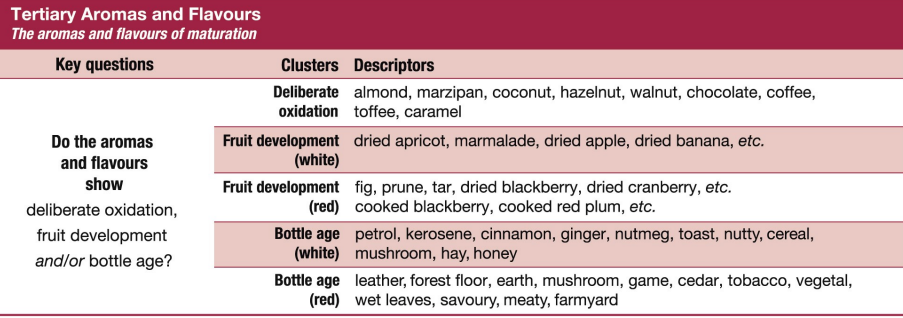 Tertiary Aromas and Flavours
The aromas and flavours of maturation
Key questions
Clusters
Descriptors
Do the aromas
and flavours
show
deliberate oxidation,
fruit development
and/or bottle age?
Deliberate
oxidation
almond, marzipan, coconut, hazelnut, walnut, chocolate, coffee,
toffee, caramel
Fruit development
(white)
dried apricot, marmalade, dried apple, dried banana, etc.
Fruit development
(red)
fig, prune, tar, dried blackberry, dried cranberry, etc.
cooked blackberry, cooked red plum, etc.
Bottle age
(white)
petrol, kerosene, cinnamon, ginger, nutmeg, toast, nutty, cereal,
mushroom, hay, honey
Bottle age
(red)
leather, forest floor, earth, mushroom, game, cedar, tobacco, vegetal,
wet leaves, savoury, meaty, farmyard